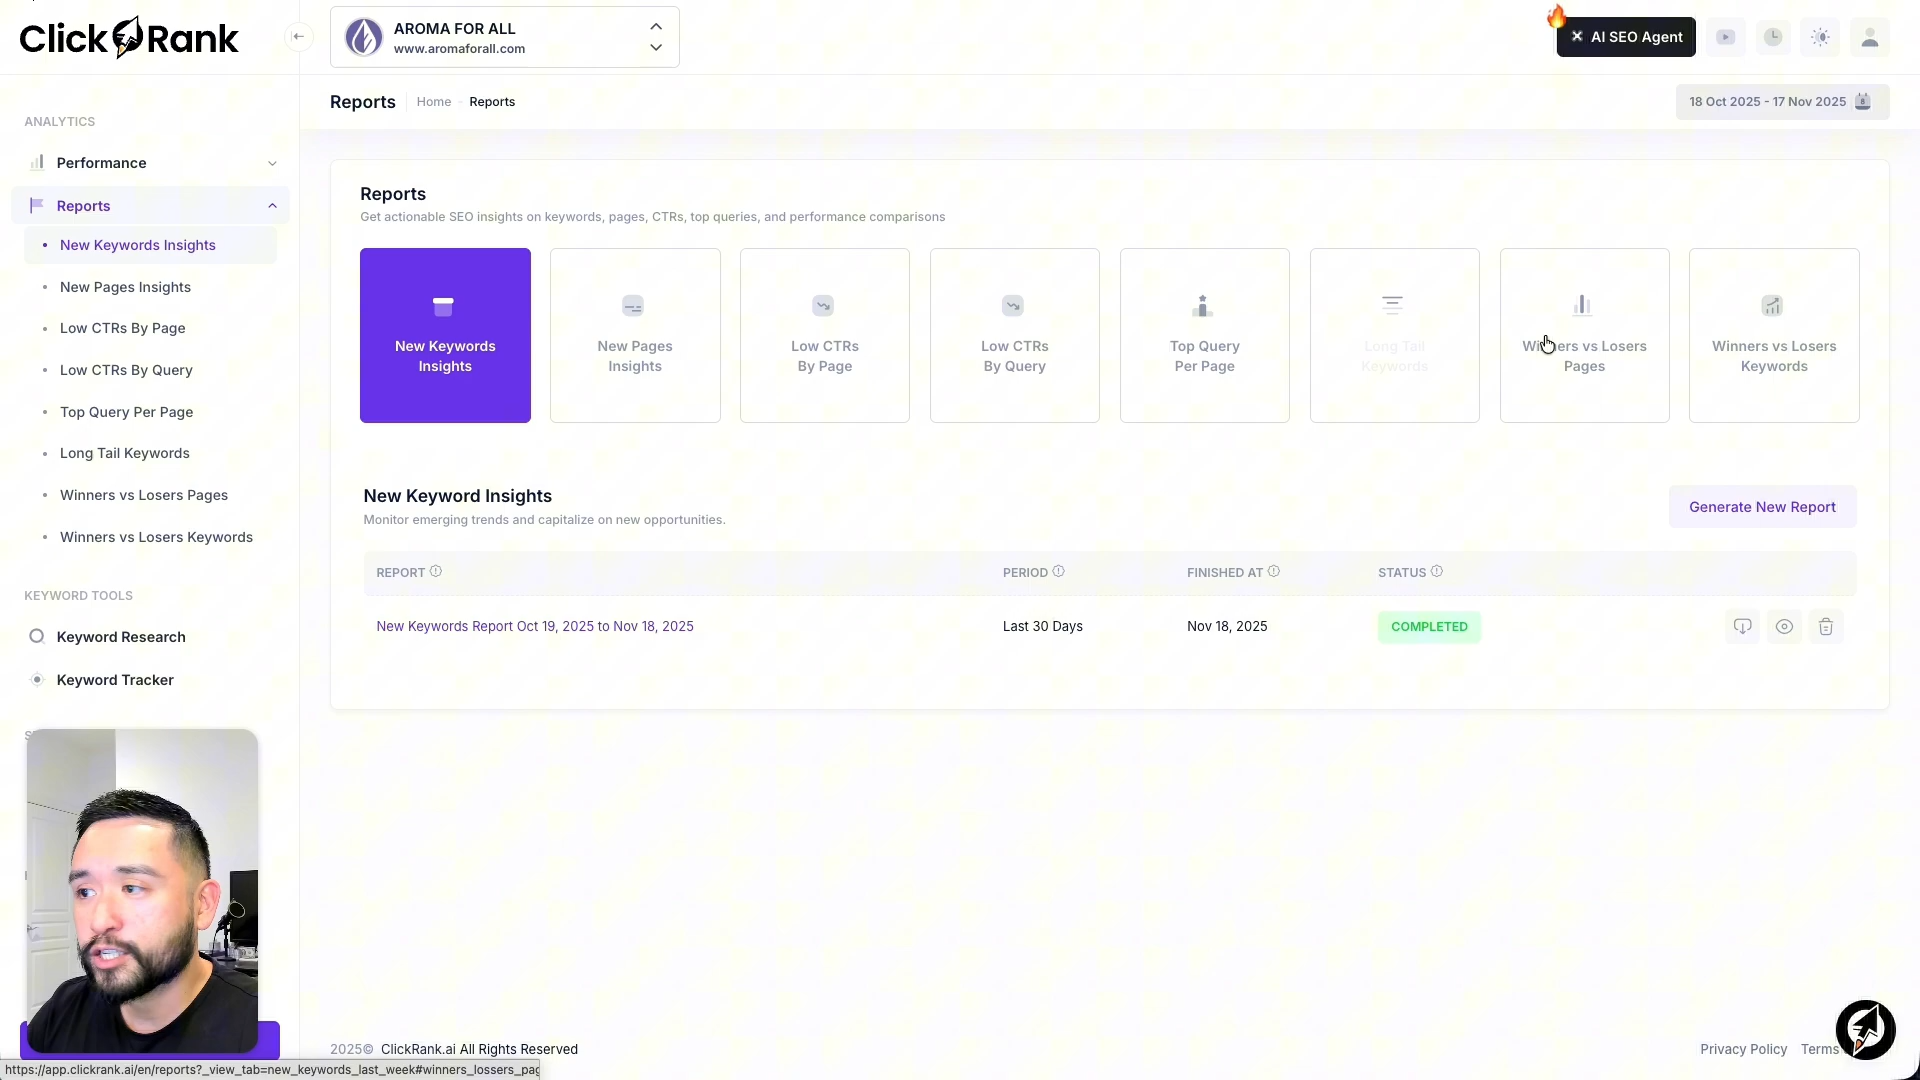 ClickRank
AROMA FOR ALL
www.aromaforall.com
AI SEO Agent
Reports
Home
Reports
18 Oct 2025 - 17 Nov 2025
ANALYTICS
Performance
Reports
New Keywords Insights
New Pages Insights
Low CTRs By Page
Low CTRs By Query
Top Query Per Page
Long Tail Keywords
Winners vs Losers Pages
Winners vs Losers Keywords
KEYWORD TOOLS
Keyword Research
Keyword Tracker
Reports
Get actionable SEO insights on keywords, pages, CTRs, top queries, and performance comparisons
New Keywords
Insights
New Pages
Insights
Low CTRs
By Page
Low CTRs
By Query
Top Query
Per Page
Long Tail
Keywords
Winners vs Losers
Pages
Winners vs Losers
Keywords
New Keyword Insights
Monitor emerging trends and capitalize on new opportunities.
Generate New Report
REPORT
PERIOD
FINISHED AT
STATUS
New Keywords Report Oct 19, 2025 to Nov 18, 2025
Last 30 Days
Nov 18, 2025
COMPLETED
2025© ClickRank.ai All Rights Reserved
Privacy Policy
Terms
https://app.clickrank.ai/en/reports?_view_tab=new_keywords_last_week#winners_lossers_pag